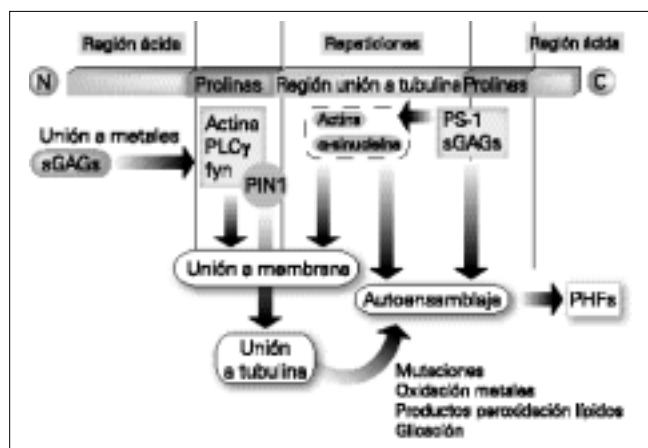 Región ácida
Repeticiones
Región ácida
N
Prolinas
Región unión a tubulina
Prolinas
C
Unión a metales
sGAGs
Actina
PLCγ
fyn
PIN1
Actina
α-sinucleína
PS-1
sGAGs
Unión a membrana
Autoensamblaje
PHFs
Unión
a tubulina
Mutaciones
Oxidación metales
Productos peroxidación lípidos
Glicación